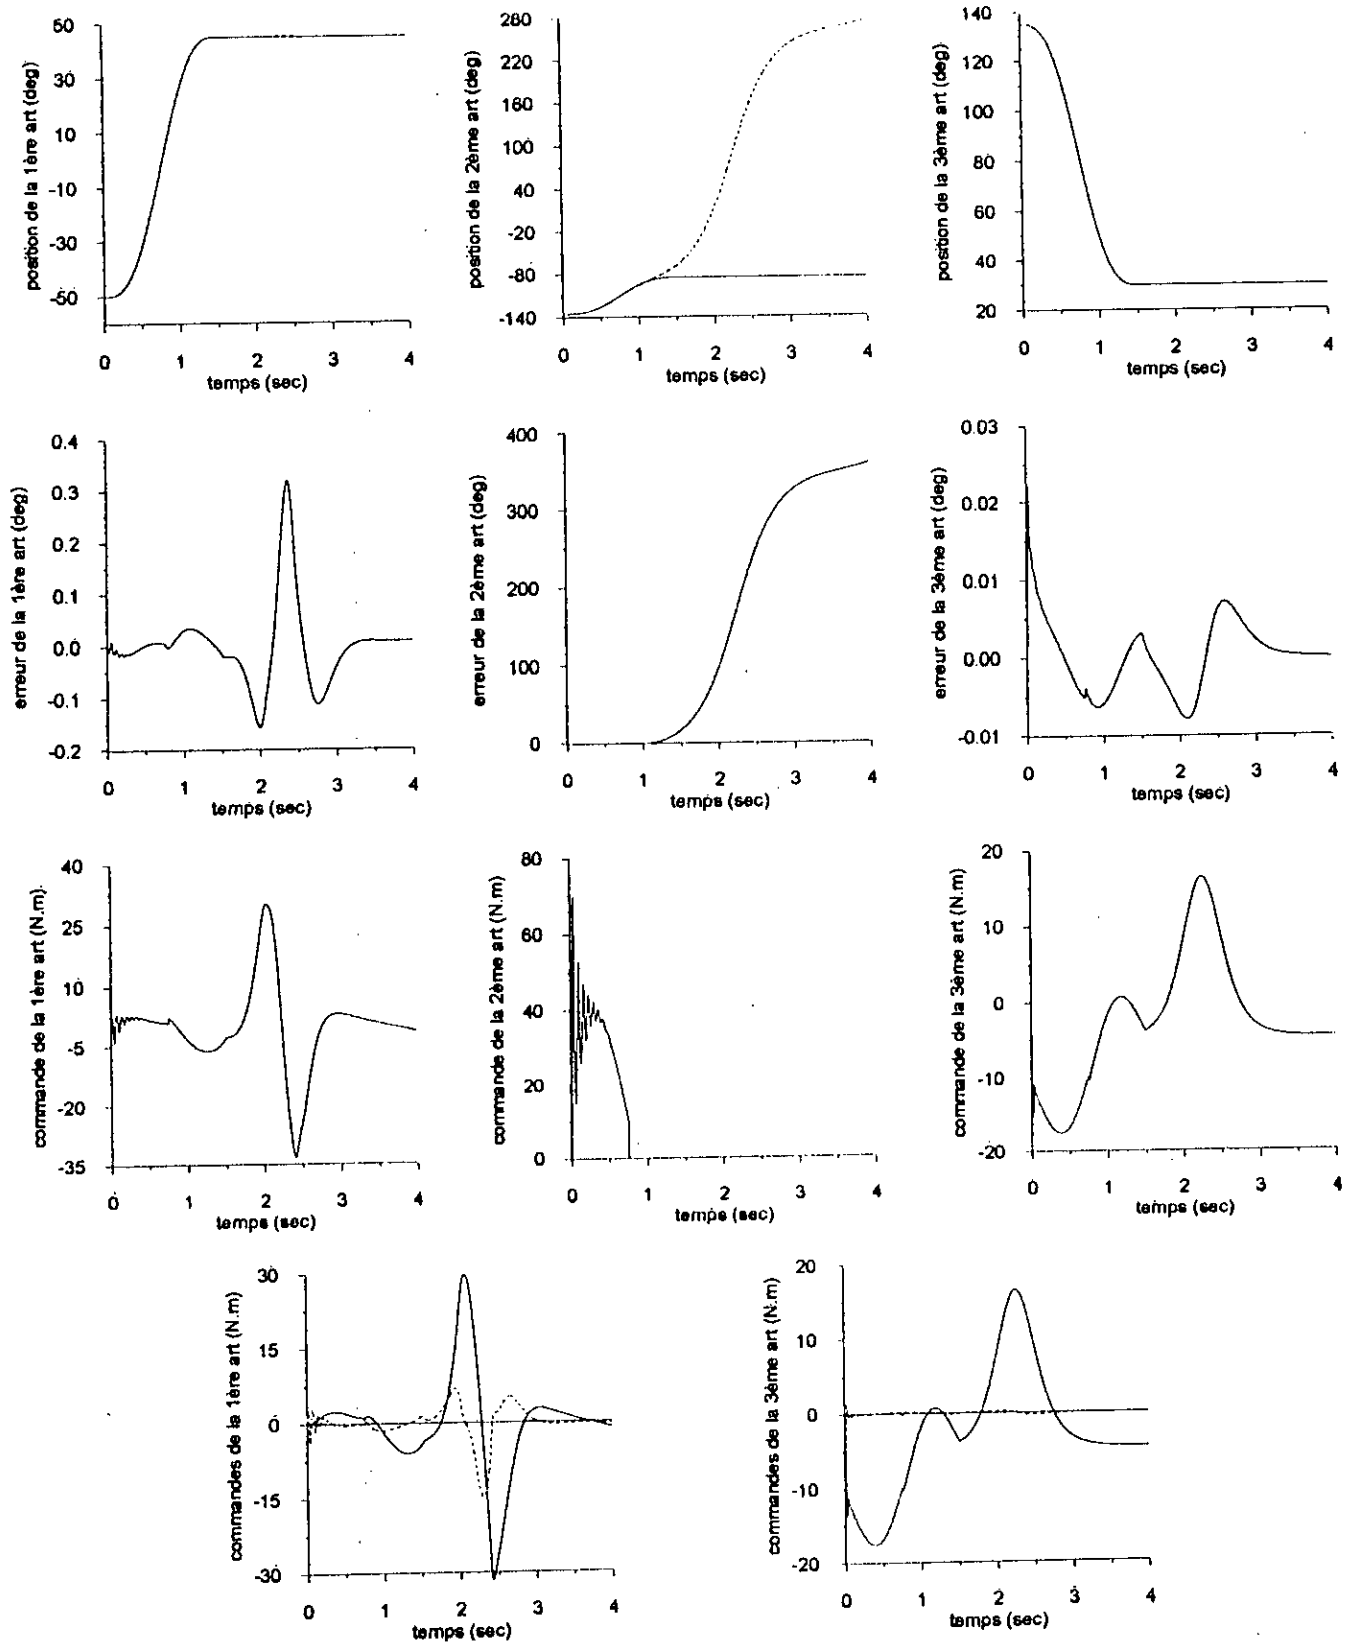 position de la 1ère art (deg)
50
30
10
-10
-30
-50
0 1 2 3 4
temps (sec)
position de la 2ème art (deg)
280
220
160
100
40
-20
-80
-140
0 1 2 3 4
temps (sec)
position de la 3ème art (deg)
140
120
100
80
60
40
20
0 1 2 3 4
temps (sec)
erreur de la 1ère art (deg)
0.4
0.3
0.2
0.1
0.0
-0.1
-0.2
0 1 2 3 4
temps (sec)
erreur de la 2ème art (deg)
400
300
200
100
0
0 1 2 3 4
temps (sec)
erreur de la 3ème art (deg)
0.03
0.02
0.01
0.00
-0.01
0 1 2 3 4
temps (sec)
commande de la 1ère art (N.m)
40
25
10
-5
-20
-35
0 1 2 3 4
temps (sec)
commande de la 2ème art (N.m)
80
60
40
20
0
0 1 2 3 4
temps (sec)
commande de la 3ème art (N.m)
20
10
0
-10
-20
0 1 2 3 4
temps (sec)
commandes de la 1ère art (N.m)
30
15
0
-15
-30
0 1 2 3 4
temps (sec)
commandes de la 3ème art (N.m)
20
10
0
-10
-20
0 1 2 3 4
temps (sec)